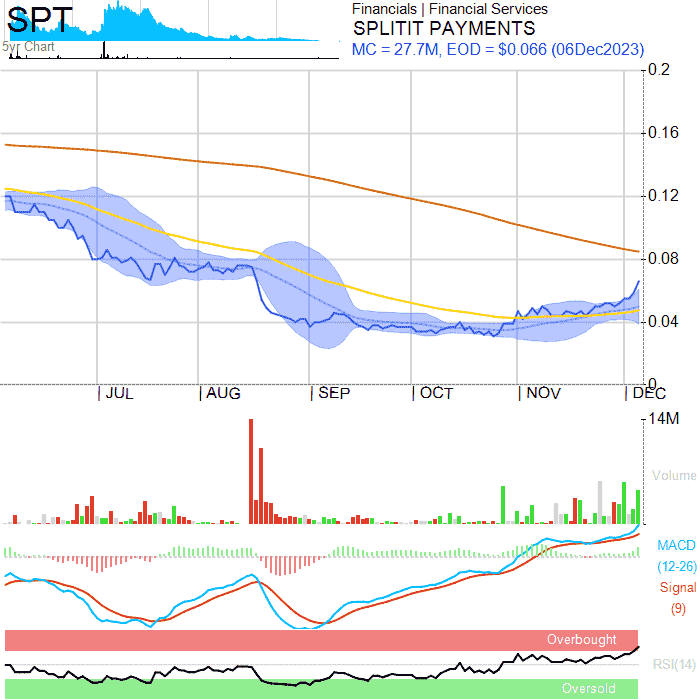 SPT
5yr Chart
Financials | Financial Services
SPLITIT PAYMENTS
MC = 27.7M, EOD = $0.066 (06Dec2023)
0.2
0.16
0.12
0.08
0.04
0
JUL AUG SEP OCT NOV DEC
14M
Volume
MACD
(12-26)
Signal
(9)
Overbought
RSI(14)
Oversold